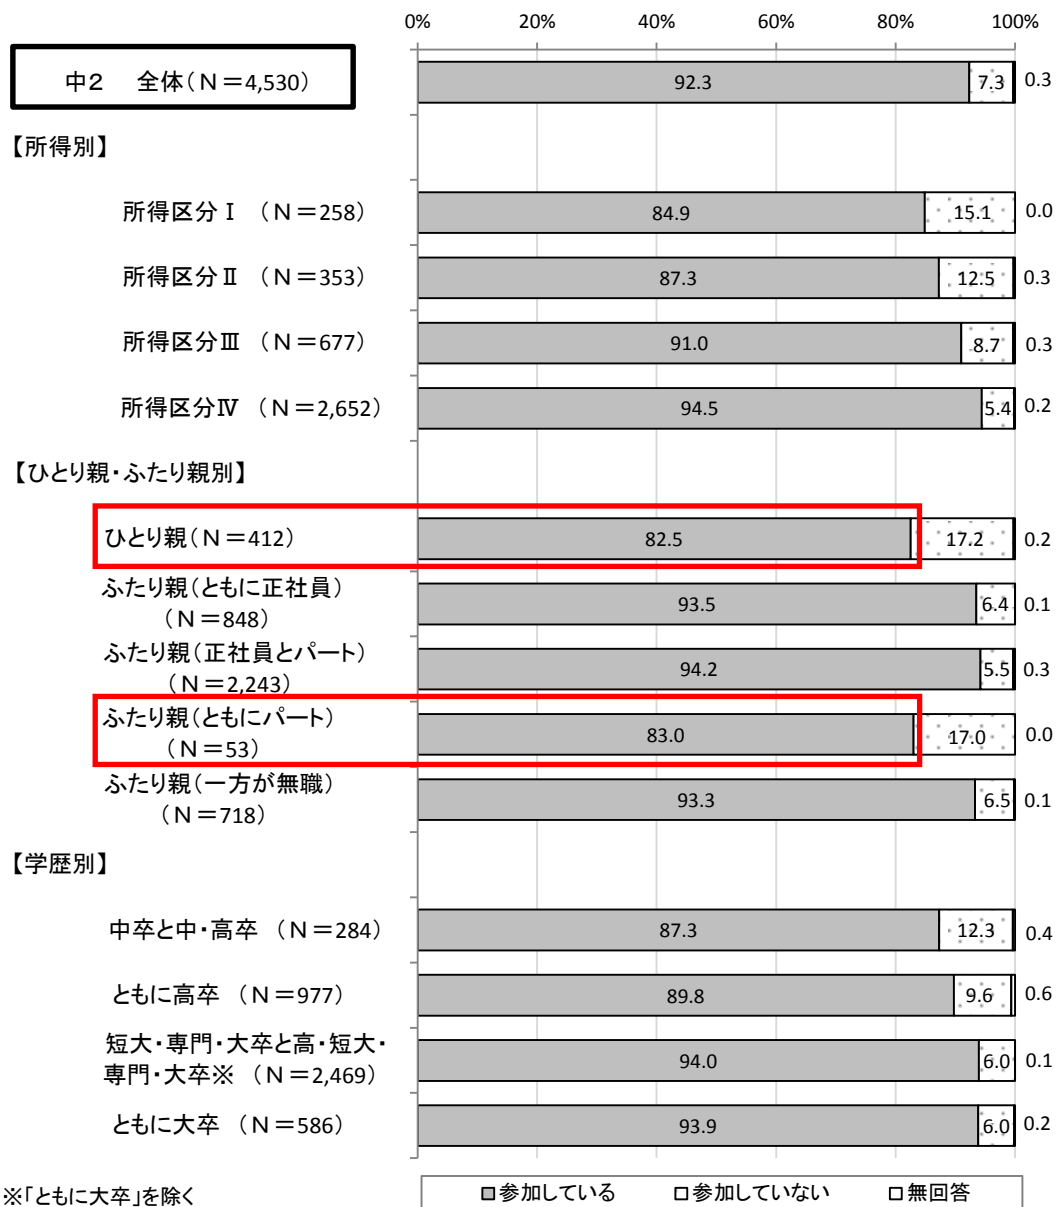 0% 20% 40% 60% 80% 100%
中2 全体(N=4,530) 92.3 7.3 0.3
【所得別】
所得区分Ⅰ (N=258) 84.9 15.1 0.0
所得区分Ⅱ (N=353) 87.3 12.5 0.3
所得区分Ⅲ (N=677) 91.0 8.7 0.3
所得区分Ⅳ (N=2,652) 94.5 5.4 0.2
【ひとり親・ふたり親別】
ひとり親(N=412) 82.5 17.2 0.2
ふたり親(ともに正社員)
(N=848) 93.5 6.4 0.1
ふたり親(正社員とパート)
(N=2,243) 94.2 5.5 0.3
ふたり親(ともにパート)
(N=53) 83.0 17.0 0.0
ふたり親(一方が無職)
(N=718) 93.3 6.5 0.1
【学歴別】
中卒と中・高卒 (N=284) 87.3 12.3 0.4
ともに高卒 (N=977) 89.8 9.6 0.6
短大・専門・大卒と高・短大・
専門・大卒※ (N=2,469) 94.0 6.0 0.1
ともに大卒 (N=586) 93.9 6.0 0.2
※「ともに大卒」を除く
参加している 参加していない 無回答